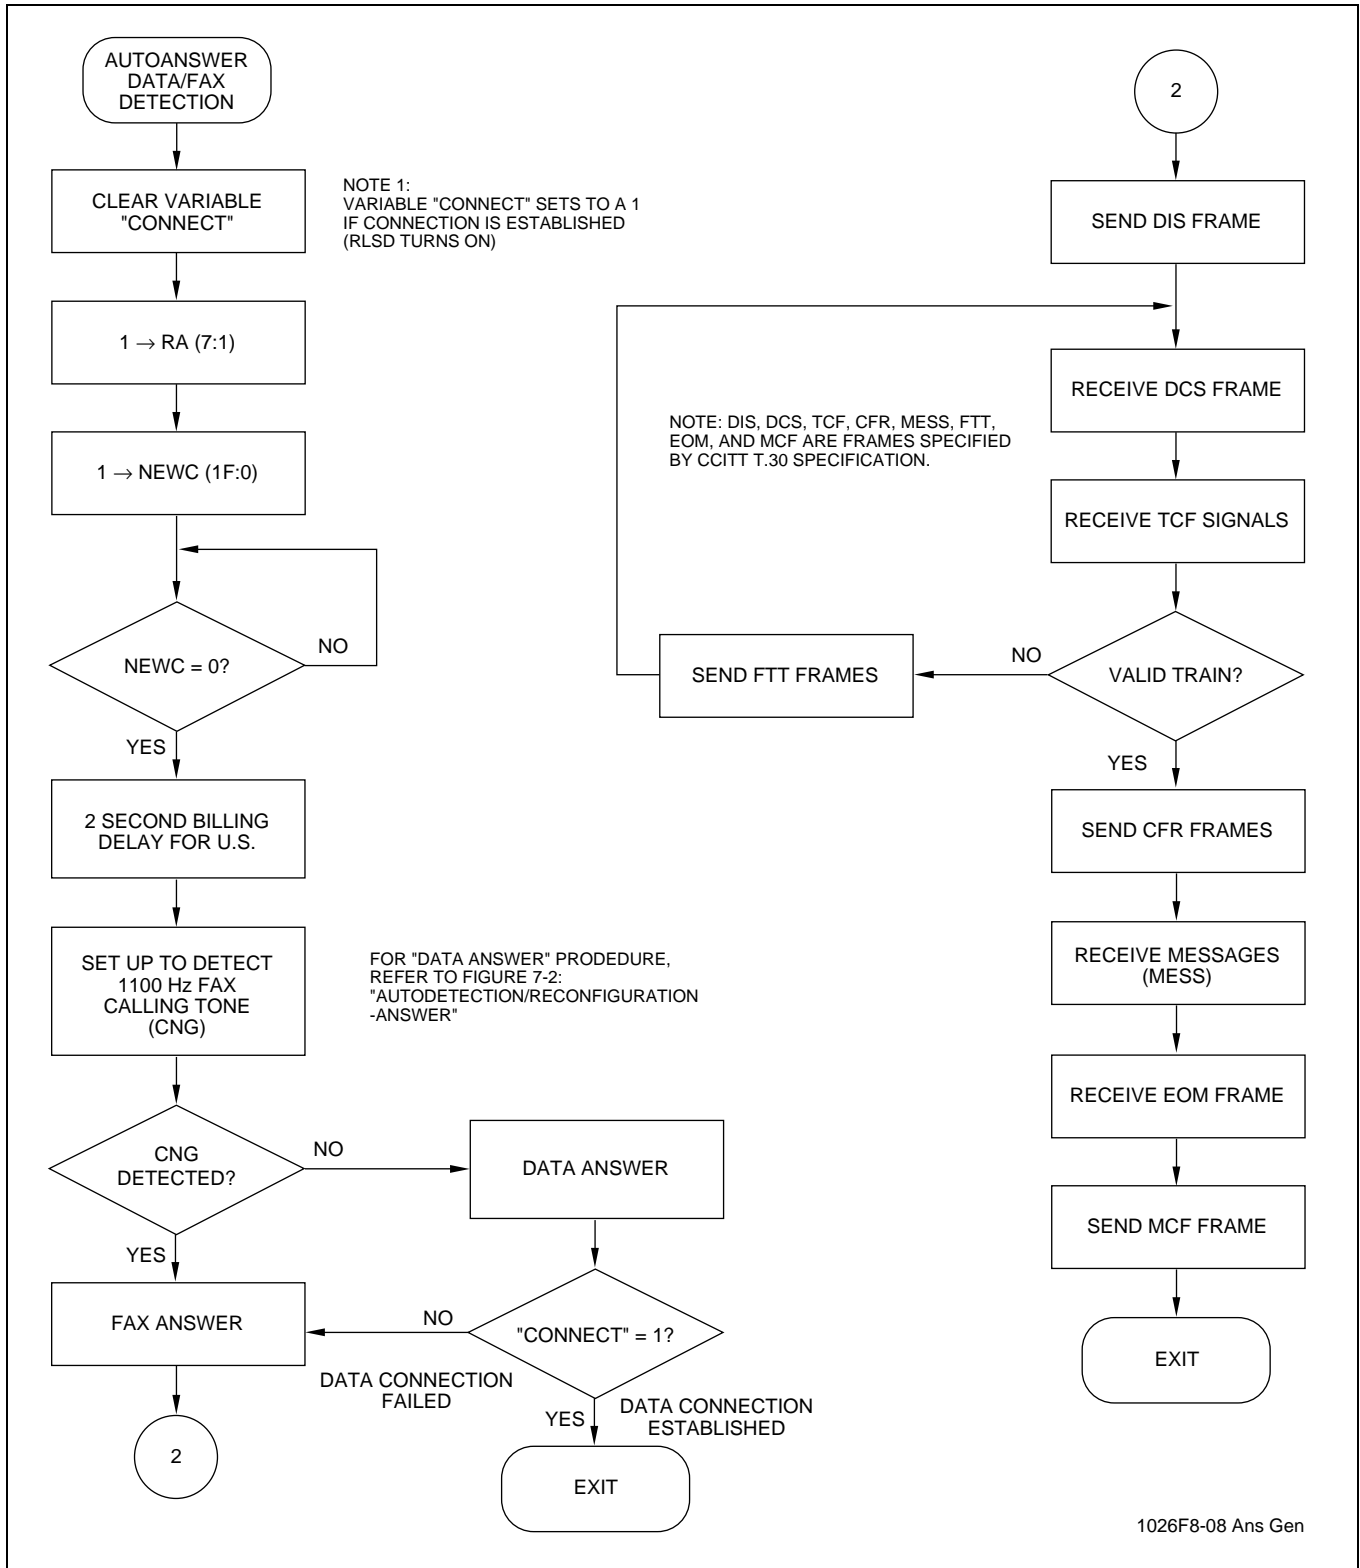 AUTOANSWER
DATA/FAX
DETECTION
CLEAR VARIABLE
"CONNECT"
NOTE 1:
VARIABLE "CONNECT" SETS TO A 1
IF CONNECTION IS ESTABLISHED
(RLSD TURNS ON)
1 → RA (7:1)
1 → NEWC (1F:0)
NEWC = 0?
NO
YES
2 SECOND BILLING
DELAY FOR U.S.
SET UP TO DETECT
1100 Hz FAX
CALLING TONE
(CNG)
FOR "DATA ANSWER" PRODEDURE,
REFER TO FIGURE 7-2:
"AUTODETECTION/RECONFIGURATION
-ANSWER"
CNG
DETECTED?
NO
DATA ANSWER
YES
FAX ANSWER
NO
"CONNECT" = 1?
DATA CONNECTION
FAILED
YES
DATA CONNECTION
ESTABLISHED
2
EXIT
2
SEND DIS FRAME
RECEIVE DCS FRAME
NOTE: DIS, DCS, TCF, CFR, MESS, FTT,
EOM, AND MCF ARE FRAMES SPECIFIED
BY CCITT T.30 SPECIFICATION.
RECEIVE TCF SIGNALS
VALID TRAIN?
NO
SEND FTT FRAMES
YES
SEND CFR FRAMES
RECEIVE MESSAGES
(MESS)
RECEIVE EOM FRAME
SEND MCF FRAME
EXIT
1026F8-08 Ans Gen